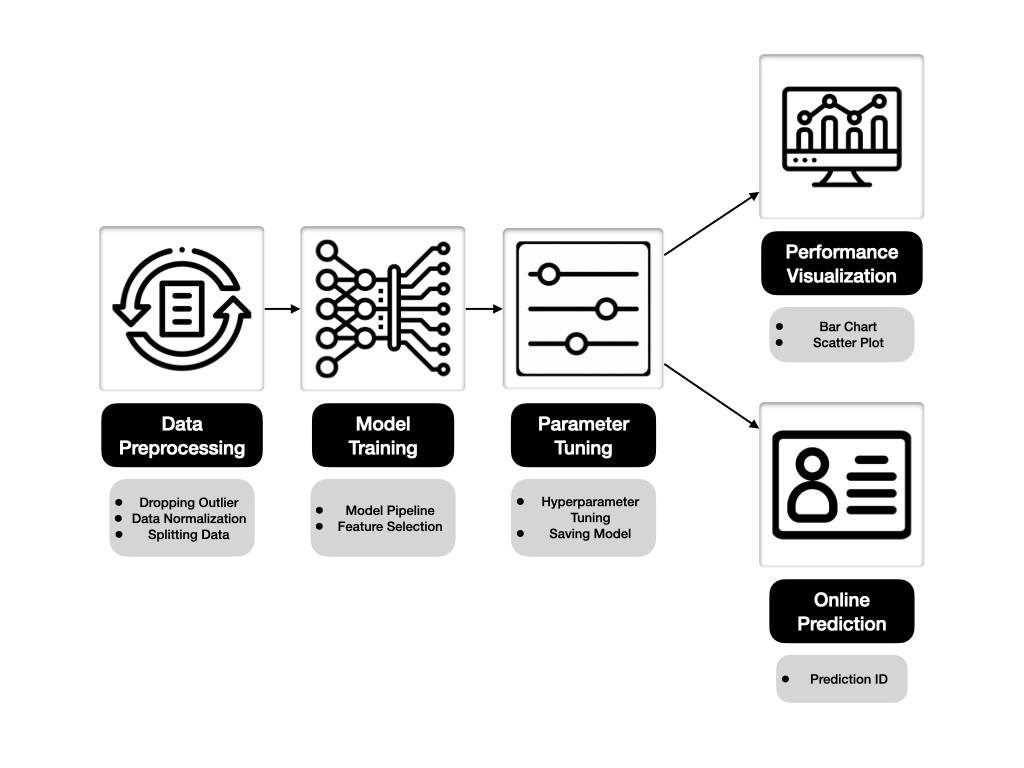 Data
Preprocessing
• Dropping Outlier
• Data Normalization
• Splitting Data
Model
Training
• Model Pipeline
• Feature Selection
Parameter
Tuning
• Hyperparameter
Tuning
• Saving Model
Performance
Visualization
• Bar Chart
• Scatter Plot
Online
Prediction
• Prediction ID